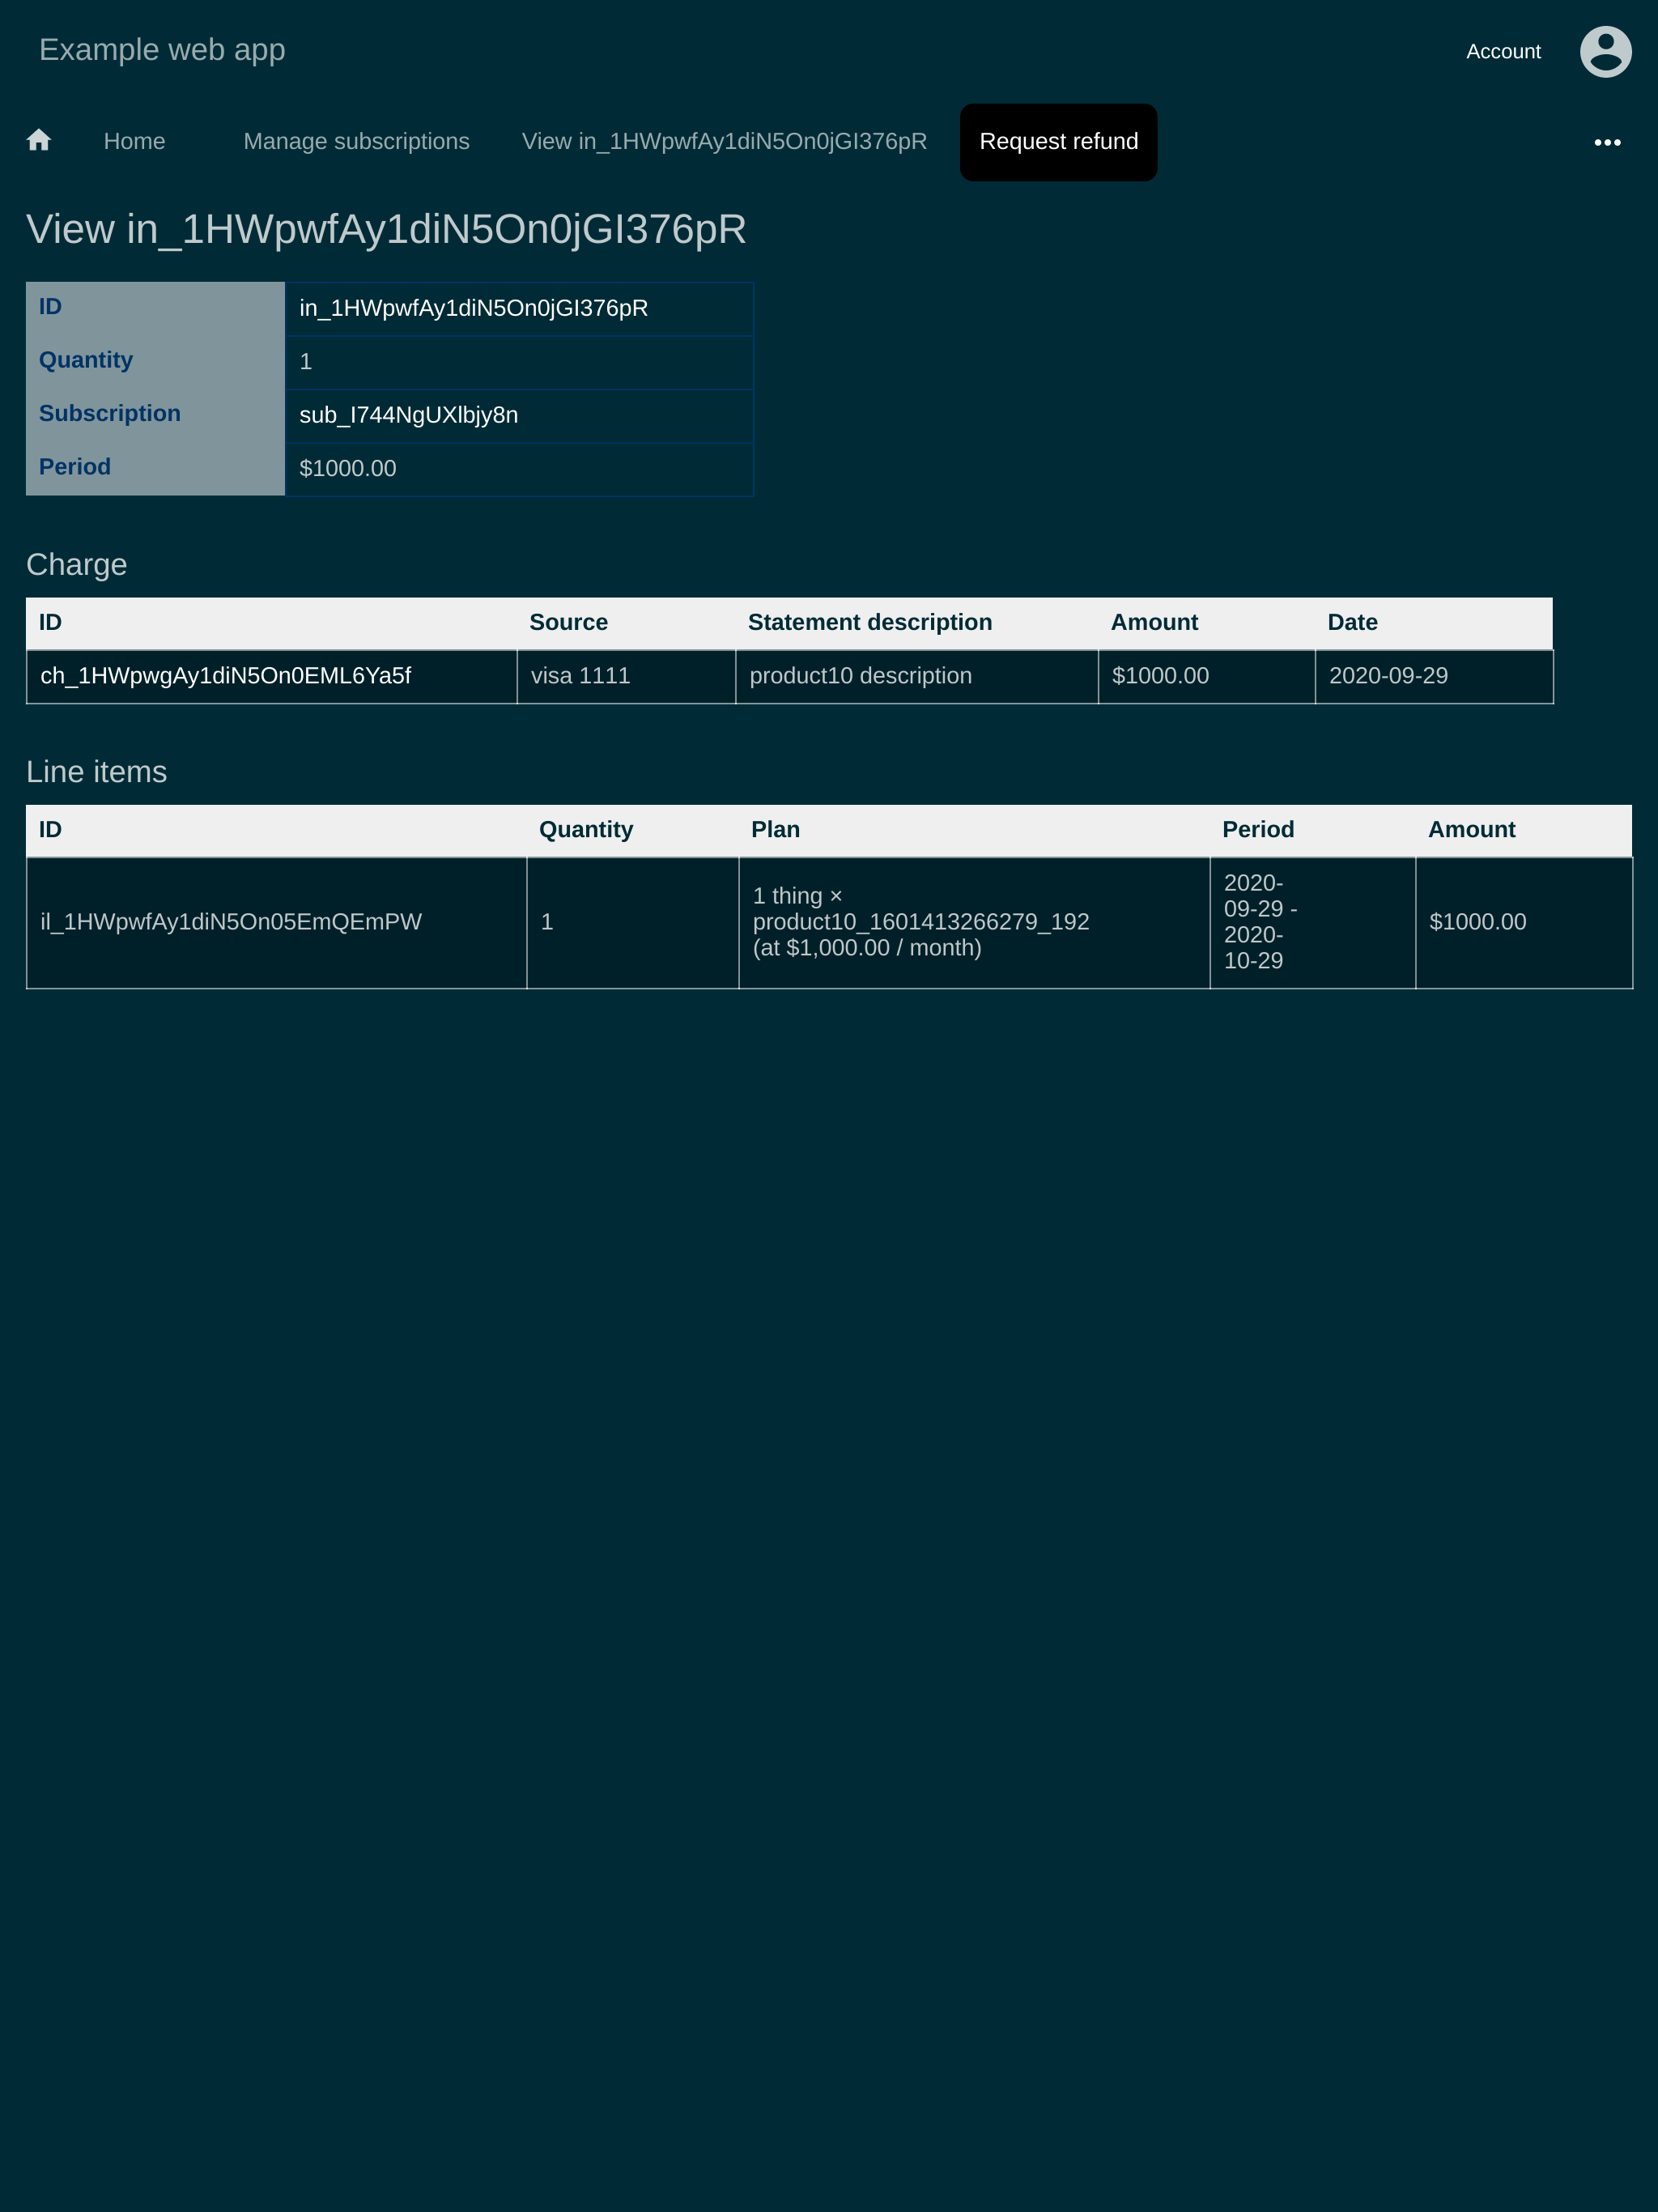 Example web app
Account
Home
Manage subscriptions
View in_1HWpwfAy1diN5On0jGI376pR
Request refund
View in_1HWpwfAy1diN5On0jGI376pR
ID in_1HWpwfAy1diN5On0jGI376pR
Quantity 1
Subscription sub_I744NgUXlbjy8n
Period $1000.00
Charge
ID Source Statement description Amount Date
ch_1HWpwgAy1diN5On0EML6Ya5f visa 1111 product10 description $1000.00 2020-09-29
Line items
ID Quantity Plan Period Amount
il_1HWpwfAy1diN5On05EmQEmPW
1
1 thing ×
product10_1601413266279_192
(at $1,000.00 / month)
2020-
09-29 -
2020-
10-29
$1000.00